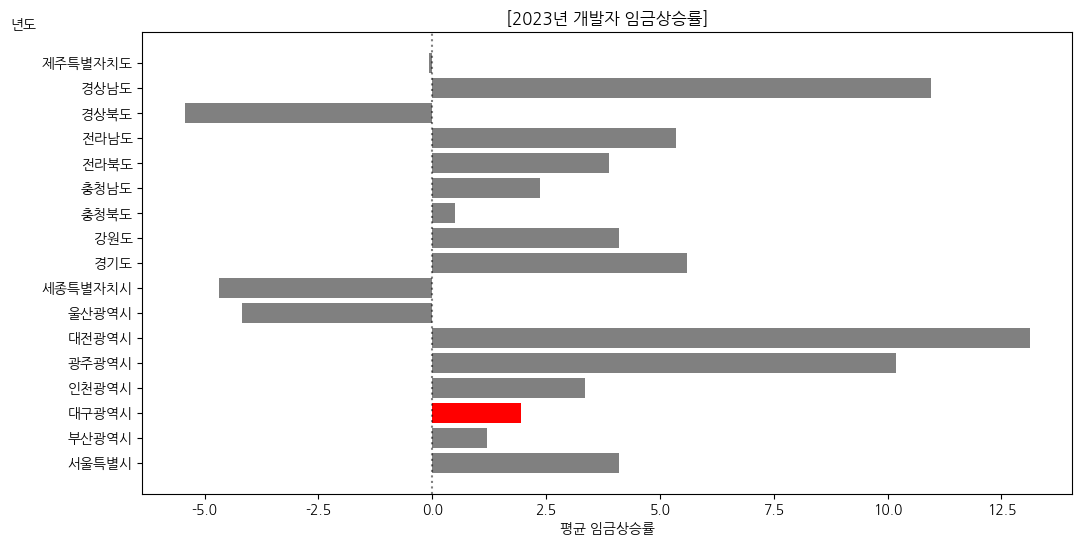 [2023년 개발자 임금상승률]
년도
제주특별자치도
경상남도
경상북도
전라남도
전라북도
충청남도
충청북도
강원도
경기도
세종특별자치시
울산광역시
대전광역시
광주광역시
인천광역시
대구광역시
부산광역시
서울특별시
-5.0 -2.5 0.0 2.5 5.0 7.5 10.0 12.5
평균 임금상승률